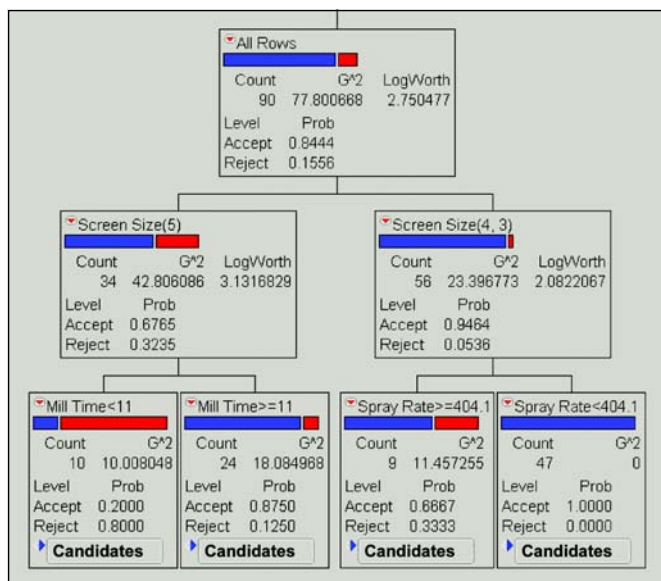 All Rows
Count G^2 LogWorth
90 77.800668 2.750477
Level Prob
Accept 0.8444
Reject 0.1556
Screen Size(5)
Count G^2 LogWorth
34 42.806086 3.1316829
Level Prob
Accept 0.6765
Reject 0.3235
Screen Size(4, 3)
Count G^2 LogWorth
56 23.396773 2.0822067
Level Prob
Accept 0.9464
Reject 0.0536
Mill Time<11
Count G^2
10 10.008048
Level Prob
Accept 0.2000
Reject 0.8000
Candidates
Mill Time>=11
Count G^2
24 18.084968
Level Prob
Accept 0.8750
Reject 0.1250
Candidates
Spray Rate>=404.1
Count G^2
9 11.457255
Level Prob
Accept 0.6667
Reject 0.3333
Candidates
Spray Rate<404.1
Count G^2
47 0
Level Prob
Accept 1.0000
Reject 0.0000
Candidates